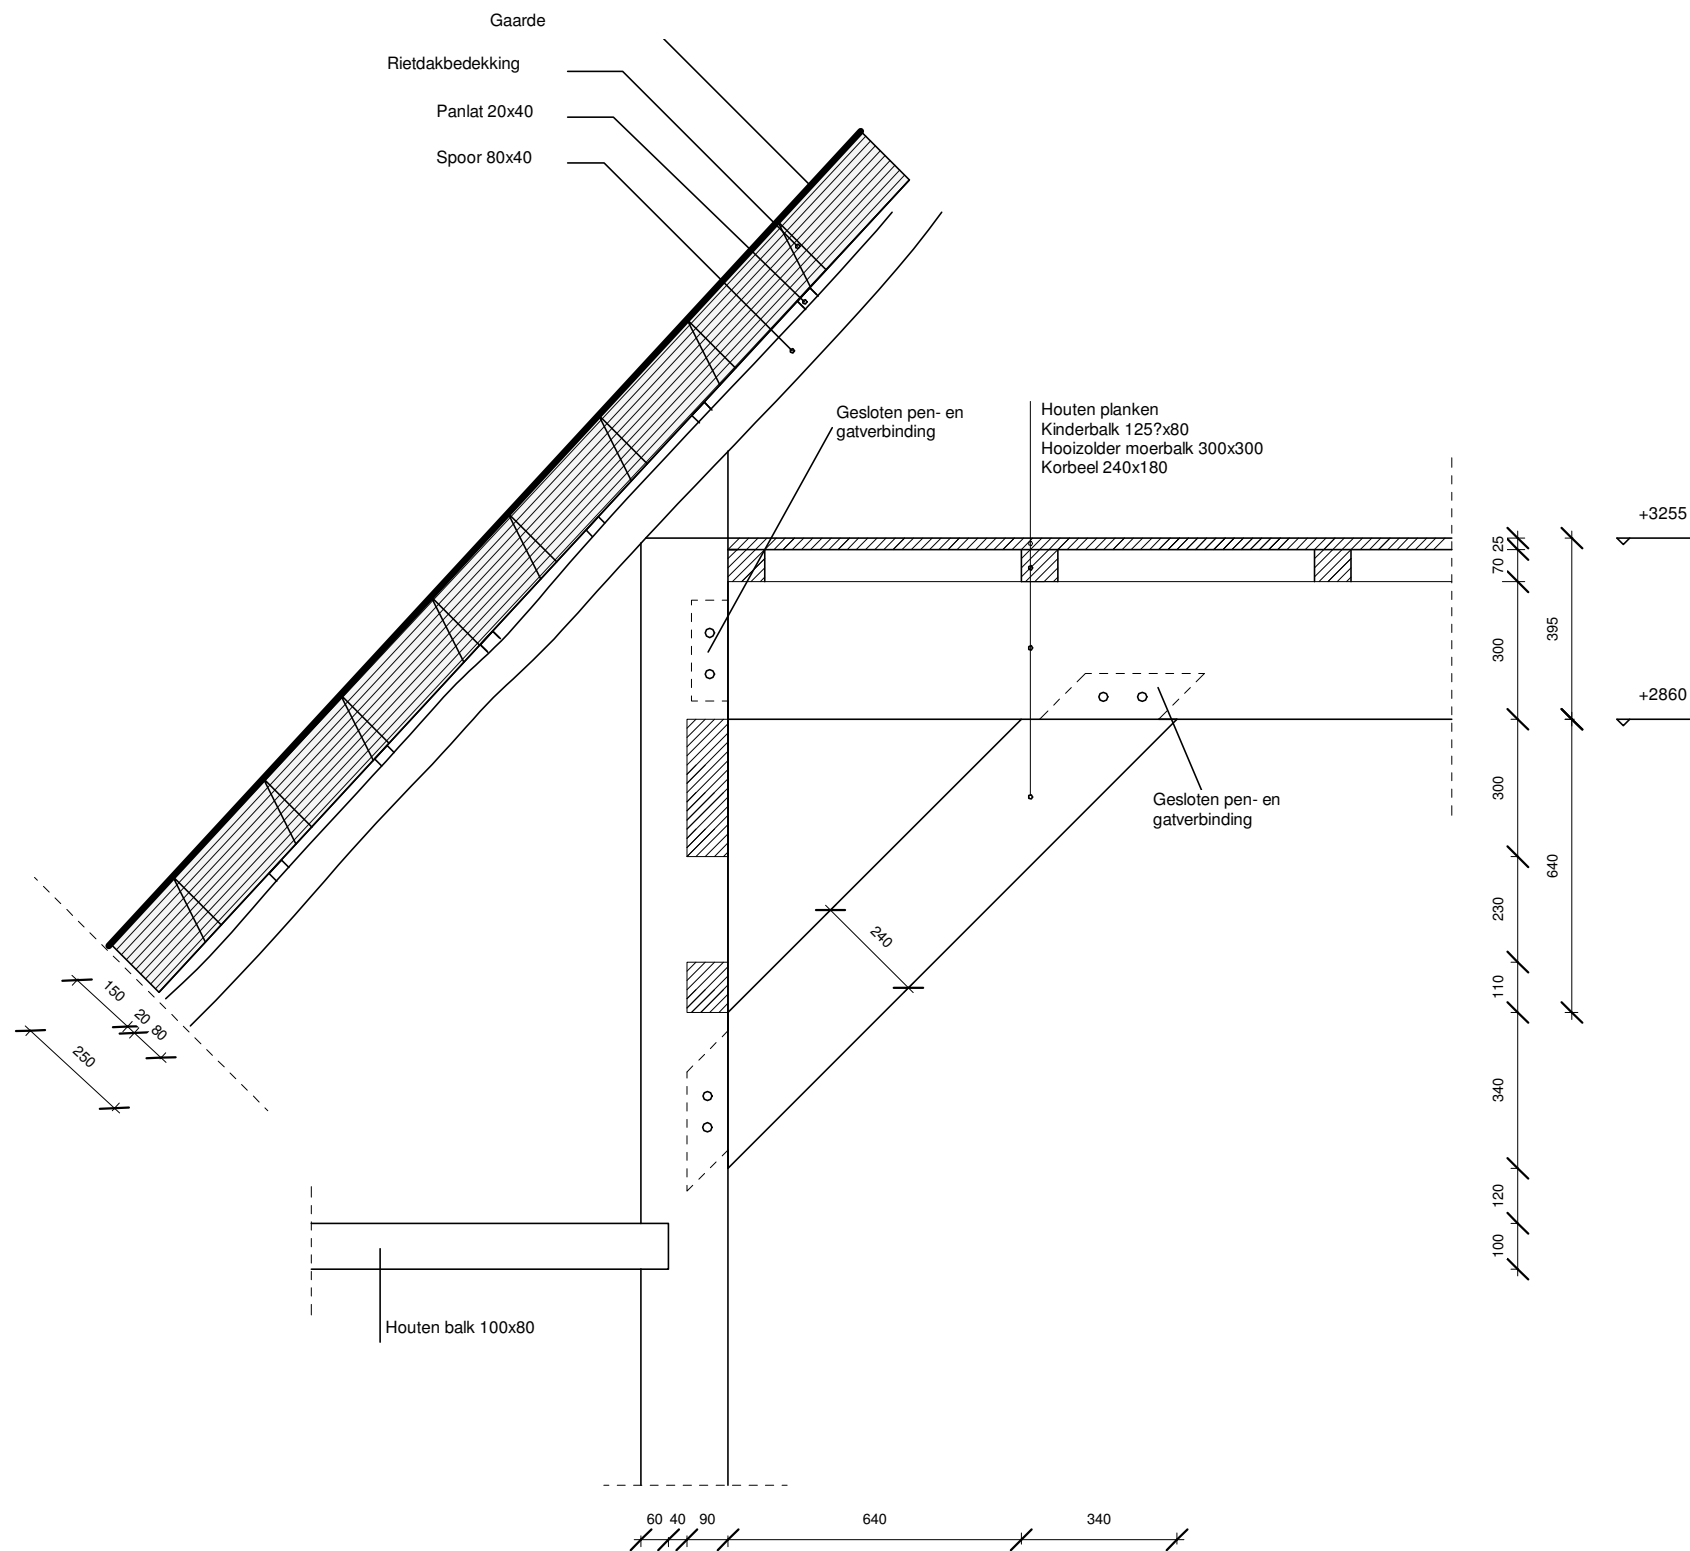 Gaarde
Rietdakbedekking
Panlat 20x40
Spoor 80x40
Gesloten pen- en
gatverbinding
Houten planken
Kinderbalk 125?x80
Hooizolder moerbalk 300x300
Korbeel 240x180
+3255
25
70
395
300
+2860
300
Gesloten pen- en
gatverbinding
640
230
240
110
150
20
80
250
340
120
100
Houten balk 100x80
60
40
90
640
340